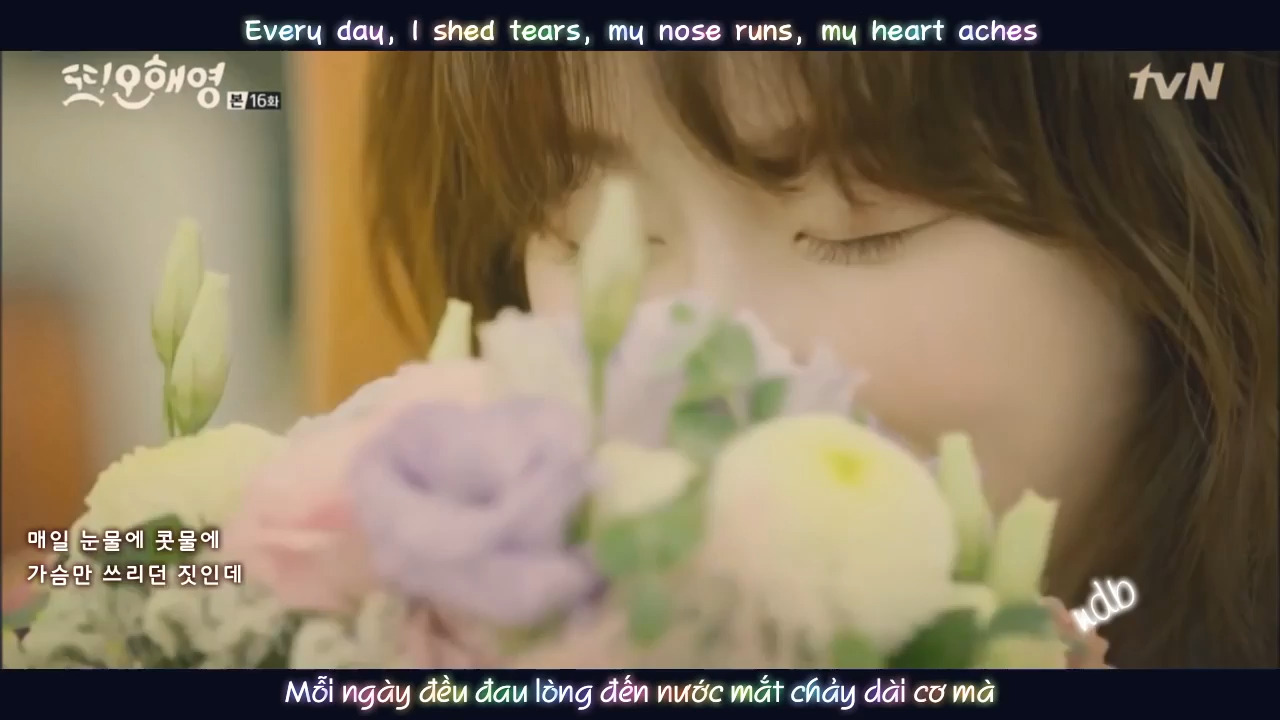 Every day, I shed tears, my nose runs, my heart aches
또!오해영
본 16화
tvN
매일 눈물에 콧물에
가슴만 쓰리던 짓인데
ndb
Mỗi ngày đều đau lòng đến nước mắt chảy dài cơ mà